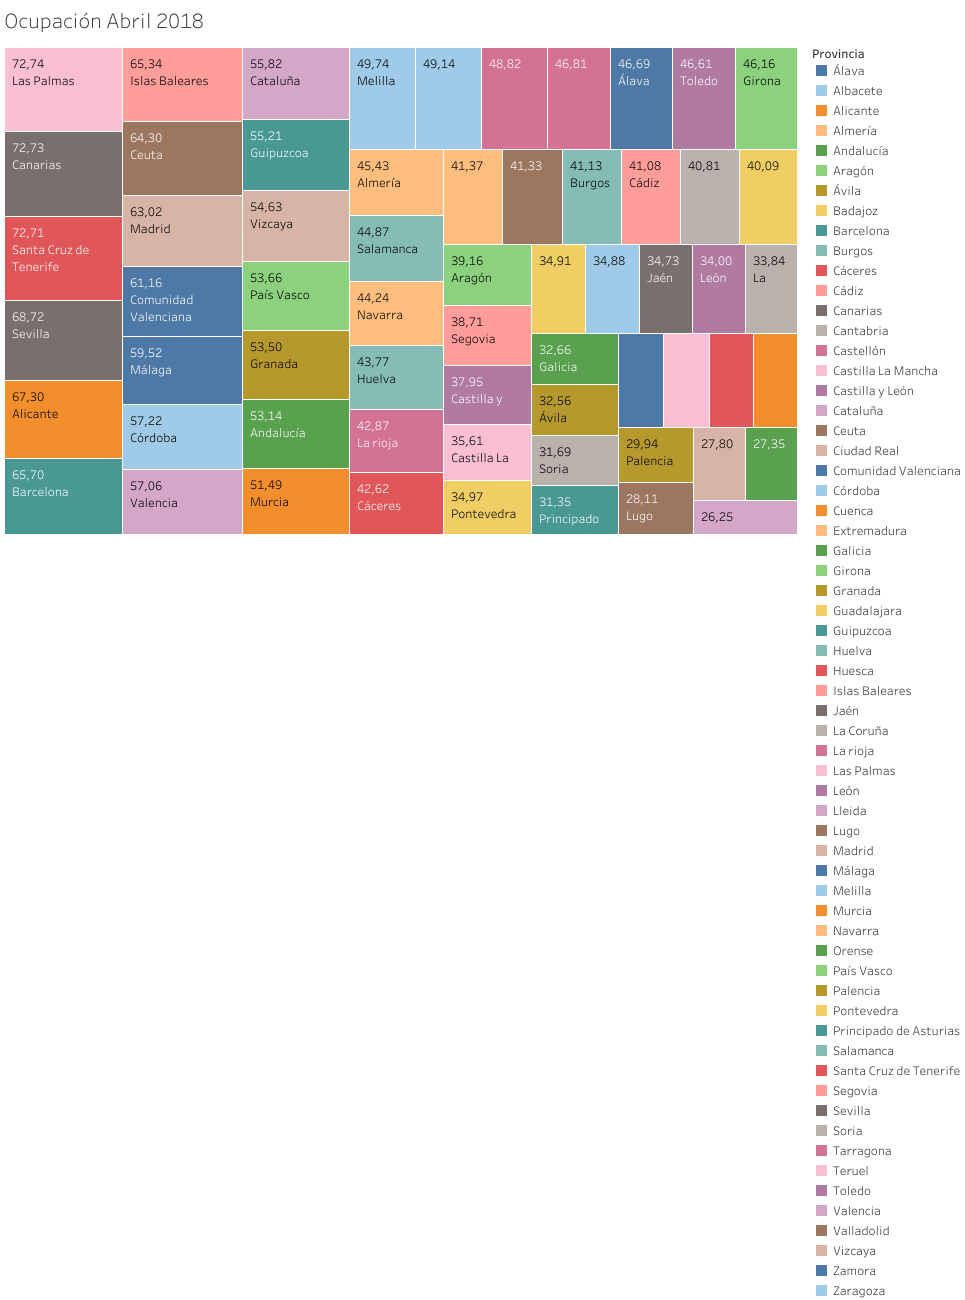 Ocupación Abril 2018
72,74
Las Palmas
72,73
Canarias
72,71
Santa Cruz de
Tenerife
68,72
Sevilla
67,30
Alicante
65,70
Barcelona
65,34
Islas Baleares
64,30
Ceuta
63,02
Madrid
61,16
Comunidad
Valenciana
59,52
Málaga
57,22
Córdoba
57,06
Valencia
55,82
Cataluña
55,21
Guipuzcoa
54,63
Vizcaya
53,66
País Vasco
53,50
Granada
53,14
Andalucía
51,49
Murcia
49,74
Melilla
49,14
48,82
46,81
46,69
Álava
46,61
Toledo
46,16
Girona
45,43
Almería
44,87
Salamanca
44,24
Navarra
43,77
Huelva
42,87
La rioja
42,62
Cáceres
41,37
41,33
41,13
Burgos
41,08
Cádiz
40,81
40,09
39,16
Aragón
38,71
Segovia
37,95
Castilla y
35,61
Castilla La
34,97
Pontevedra
34,91
34,88
34,73
Jaén
34,00
León
33,84
La
32,66
Galicia
32,56
Ávila
31,69
Soria
31,35
Principado
29,94
Palencia
28,11
Lugo
27,80
27,35
26,25
Provincia
Álava
Albacete
Alicante
Almería
Andalucía
Aragón
Ávila
Badajoz
Barcelona
Burgos
Cáceres
Cádiz
Canarias
Cantabria
Castellón
Castilla La Mancha
Castilla y León
Cataluña
Ceuta
Ciudad Real
Comunidad Valenciana
Córdoba
Cuenca
Extremadura
Galicia
Girona
Granada
Guadalajara
Guipuzcoa
Huelva
Huesca
Islas Baleares
Jaén
La Coruña
La rioja
Las Palmas
León
Lleida
Lugo
Madrid
Málaga
Melilla
Murcia
Navarra
Orense
País Vasco
Palencia
Pontevedra
Principado de Asturias
Salamanca
Santa Cruz de Tenerife
Segovia
Sevilla
Soria
Tarragona
Teruel
Toledo
Valencia
Valladolid
Vizcaya
Zamora
Zaragoza